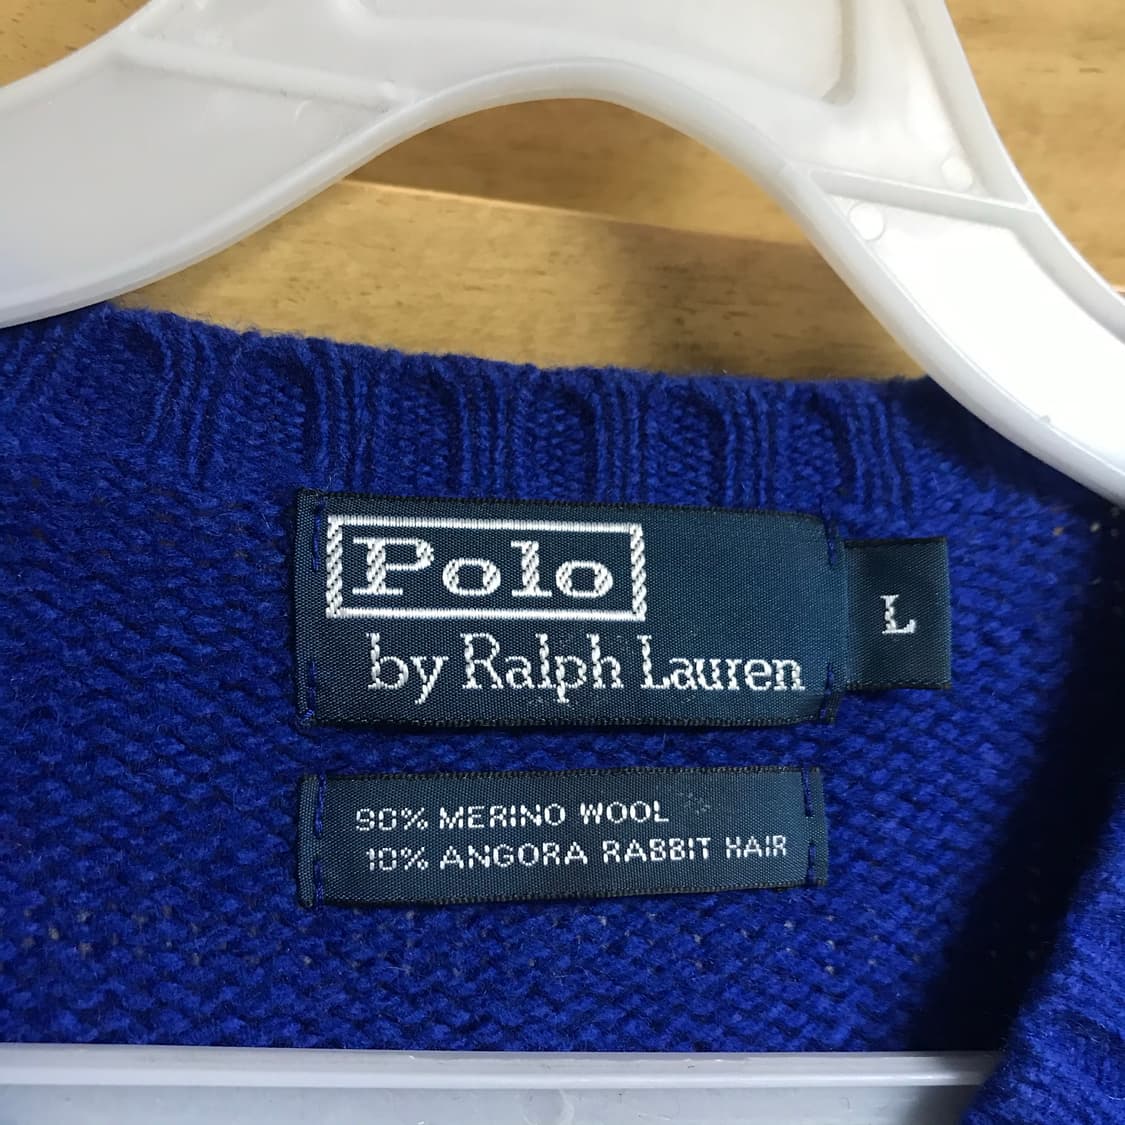 Polo
by Ralph Lauren
L
90% MERINO WOOL
10% ANGORA RABBIT HAIR